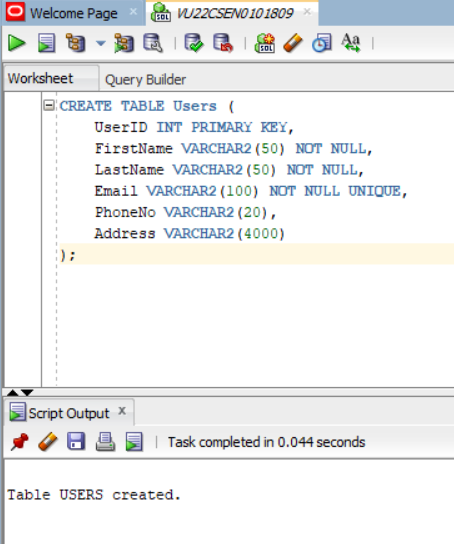 Welcome Page
VU22CSEN0101809
Worksheet
Query Builder
CREATE TABLE Users (
UserID INT PRIMARY KEY,
FirstName VARCHAR2(50) NOT NULL,
LastName VARCHAR2(50) NOT NULL,
Email VARCHAR2(100) NOT NULL UNIQUE,
PhoneNo VARCHAR2(20),
Address VARCHAR2(4000)
);
Script Output x
Task completed in 0.044 seconds
Table USERS created.